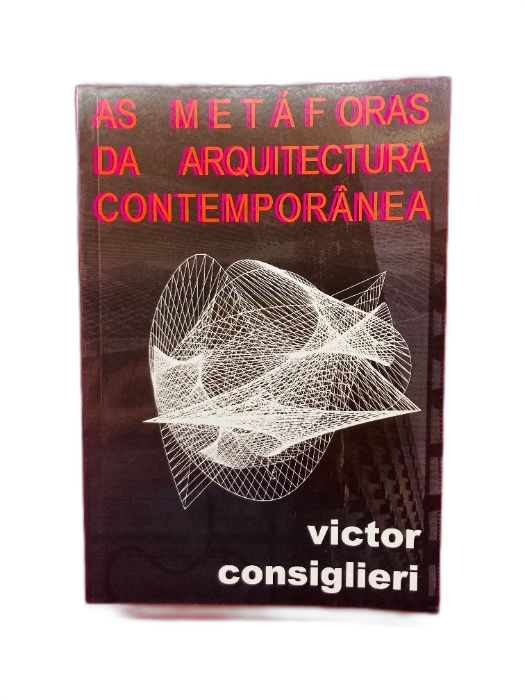 AS METÁFORAS
DA ARQUITECTURA
CONTEMPORÂNEA
victor
consiglieri